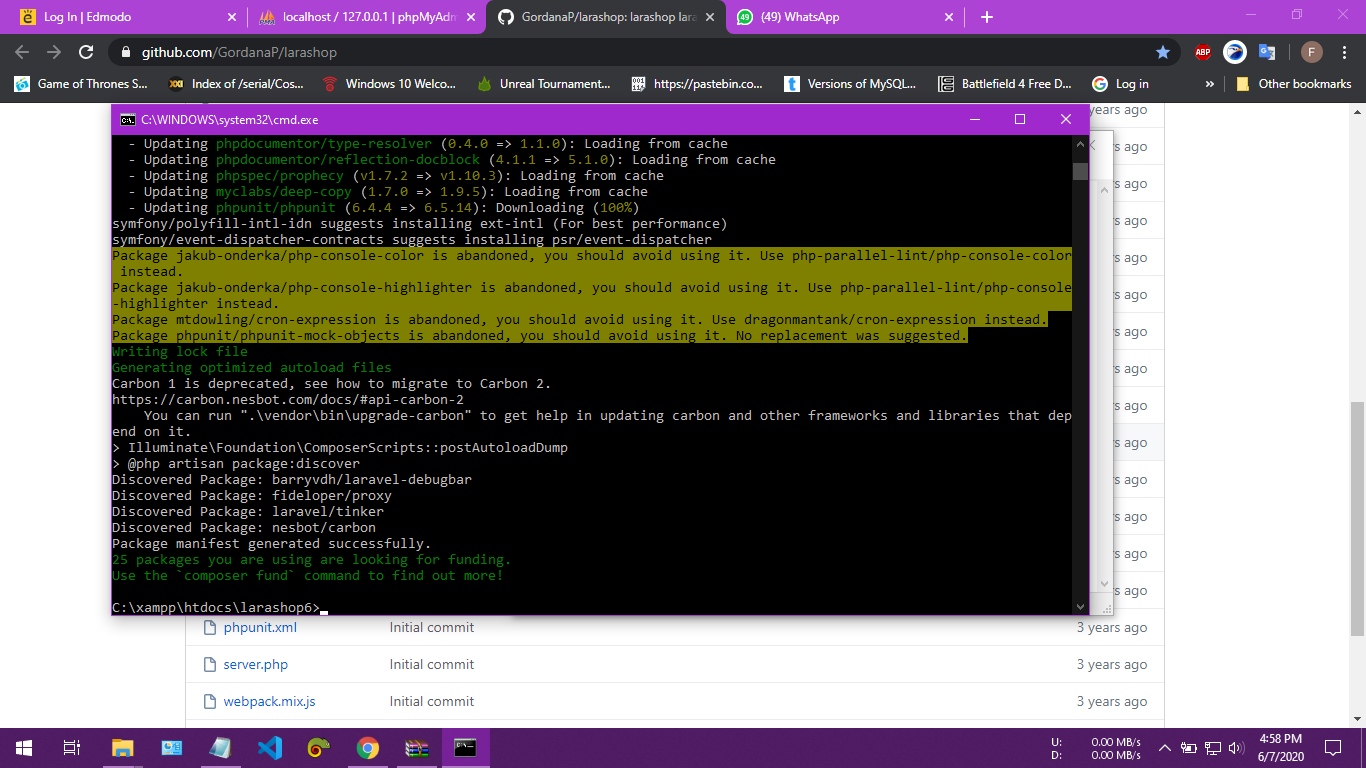 Log In | Edmodo
localhost / 127.0.0.1 | phpMyAdm
GordanaP/larashop: larashop lara
(49) WhatsApp
github.com/GordanaP/larashop
ABP
F
Game of Thrones S...
Index of /serial/Cos...
Windows 10 Welco...
Unreal Tournament...
https://pastebin.co...
Versions of MySQL...
Battlefield 4 Free D...
Log in
»
Other bookmarks
years ago
C:\WINDOWS\system32\cmd.exe
- Updating phpdocumentor/type-resolver (0.4.0 => 1.1.0): Loading from cache
- Updating phpdocumentor/reflection-docblock (4.1.1 => 5.1.0): Loading from cache
- Updating phpspec/prophecy (v1.7.2 => v1.10.3): Loading from cache
- Updating myclabs/deep-copy (1.7.0 => 1.9.5): Loading from cache
- Updating phpunit/phpunit (6.4.4 => 6.5.14): Downloading (100%)
symfony/polyfill-intl-idn suggests installing ext-intl (For best performance)
symfony/event-dispatcher-contracts suggests installing psr/event-dispatcher
Package jakub-onderka/php-console-color is abandoned, you should avoid using it. Use php-parallel-lint/php-console-color
instead.
Package jakub-onderka/php-console-highlighter is abandoned, you should avoid using it. Use php-parallel-lint/php-console
-highlighter instead.
Package mtdowling/cron-expression is abandoned, you should avoid using it. Use dragonmantank/cron-expression instead.
Package phpunit/phpunit-mock-objects is abandoned, you should avoid using it. No replacement was suggested.
Writing lock file
Generating optimized autoload files
Carbon 1 is deprecated, see how to migrate to Carbon 2.
https://carbon.nesbot.com/docs/#api-carbon-2
You can run ".\vendor\bin\upgrade-carbon" to get help in updating carbon and other frameworks and libraries that dep
end on it.
> Illuminate\Foundation\ComposerScripts::postAutoloadDump
> @php artisan package:discover
Discovered Package: barryvdh/laravel-debugbar
Discovered Package: fideloper/proxy
Discovered Package: laravel/tinker
Discovered Package: nesbot/carbon
Package manifest generated successfully.
25 packages you are using are looking for funding.
Use the `composer fund` command to find out more!
C:\xampp\htdocs\larashop6>
rs ago
rs ago
rs ago
rs ago
rs ago
rs ago
rs ago
rs ago
rs ago
rs ago
rs ago
rs ago
rs ago
phpunit.xml Initial commit 3 years ago
server.php Initial commit 3 years ago
webpack.mix.js Initial commit 3 years ago
U: 0.00 MB/s
D: 0.00 MB/s
4:58 PM
6/7/2020